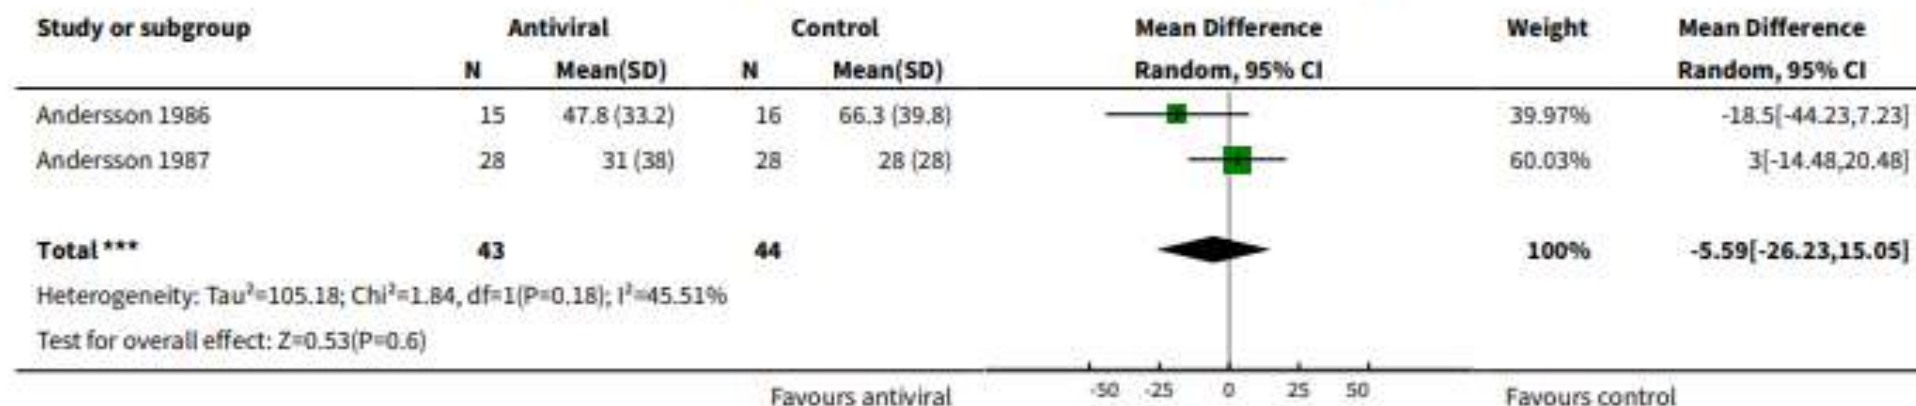 Study or subgroup Antiviral Control Mean Difference Weight Mean Difference
N Mean(SD) N Mean(SD) Random, 95% CI Random, 95% CI
Andersson 1986 15 47.8 (33.2) 16 66.3 (39.8) 39.97% -18.5[-44.23,7.23]
Andersson 1987 28 31 (38) 28 28 (28) 60.03% 3[-14.48,20.48]
Total *** 43 44 100% -5.59[-26.23,15.05]
Heterogeneity: Tau²=105.18; Chi²=1.84, df=1(P=0.18); I²=45.51%
Test for overall effect: Z=0.53(P=0.6)
Favours antiviral -50 -25 0 25 50 Favours control